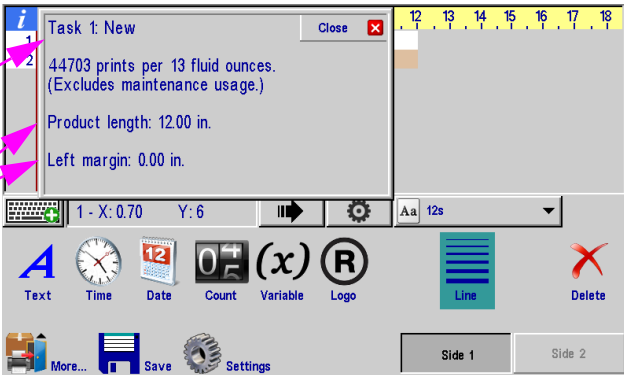 i
Task 1: New
Close
12 13 14 15 16 17 18
1
2
44703 prints per 13 fluid ounces.
(Excludes maintenance usage.)
Product length: 12.00 in.
Left margin: 0.00 in.
1 - X: 0.70 Y: 6
Aa 12s
A
12
(x)
R
Text Time Date Count Variable Logo Line Delete
More... Save Settings
Side 1 Side 2